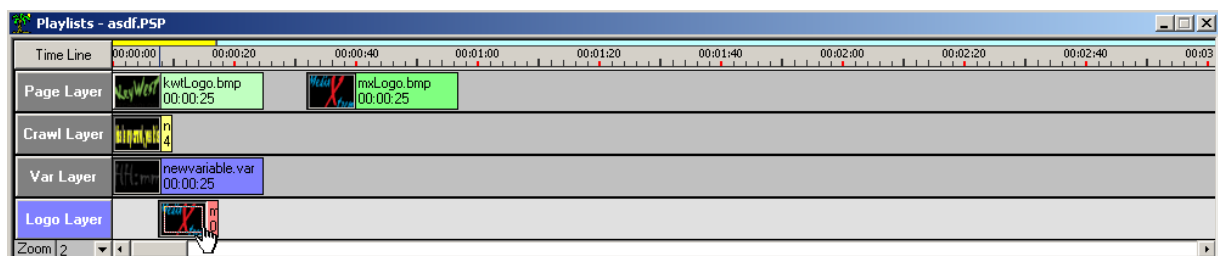 Playlists - asdf.PSP
Time Line 00:00:00 00:00:20 00:00:40 00:01:00 00:01:20 00:01:40 00:02:00 00:02:20 00:02:40 00:03
Page Layer KeyWest kwtLogo.bmp mxLogo.bmp
00:00:25 00:00:25
Crawl Layer n
4
Var Layer newvariable.var
00:00:25
Logo Layer m
0
Zoom 2